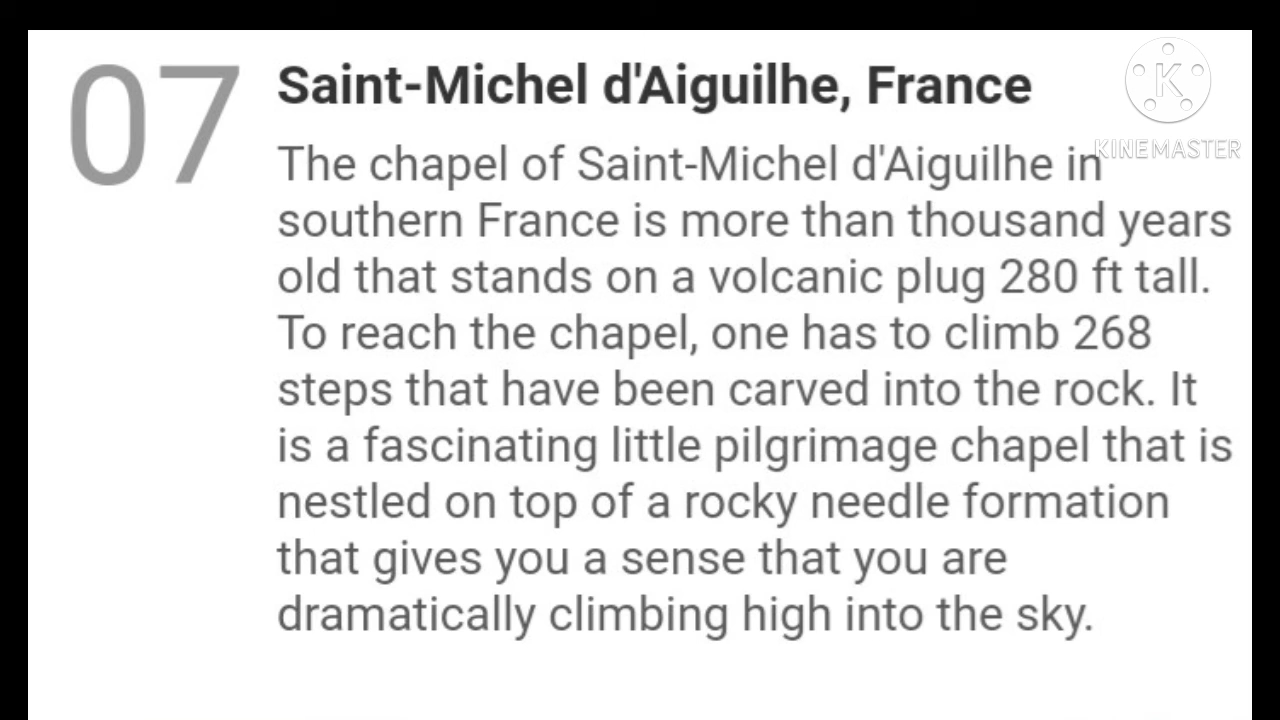 07
Saint-Michel d'Aiguilhe, France
K
KINEMASTER
The chapel of Saint-Michel d'Aiguilhe in
southern France is more than thousand years
old that stands on a volcanic plug 280 ft tall.
To reach the chapel, one has to climb 268
steps that have been carved into the rock. It
is a fascinating little pilgrimage chapel that is
nestled on top of a rocky needle formation
that gives you a sense that you are
dramatically climbing high into the sky.